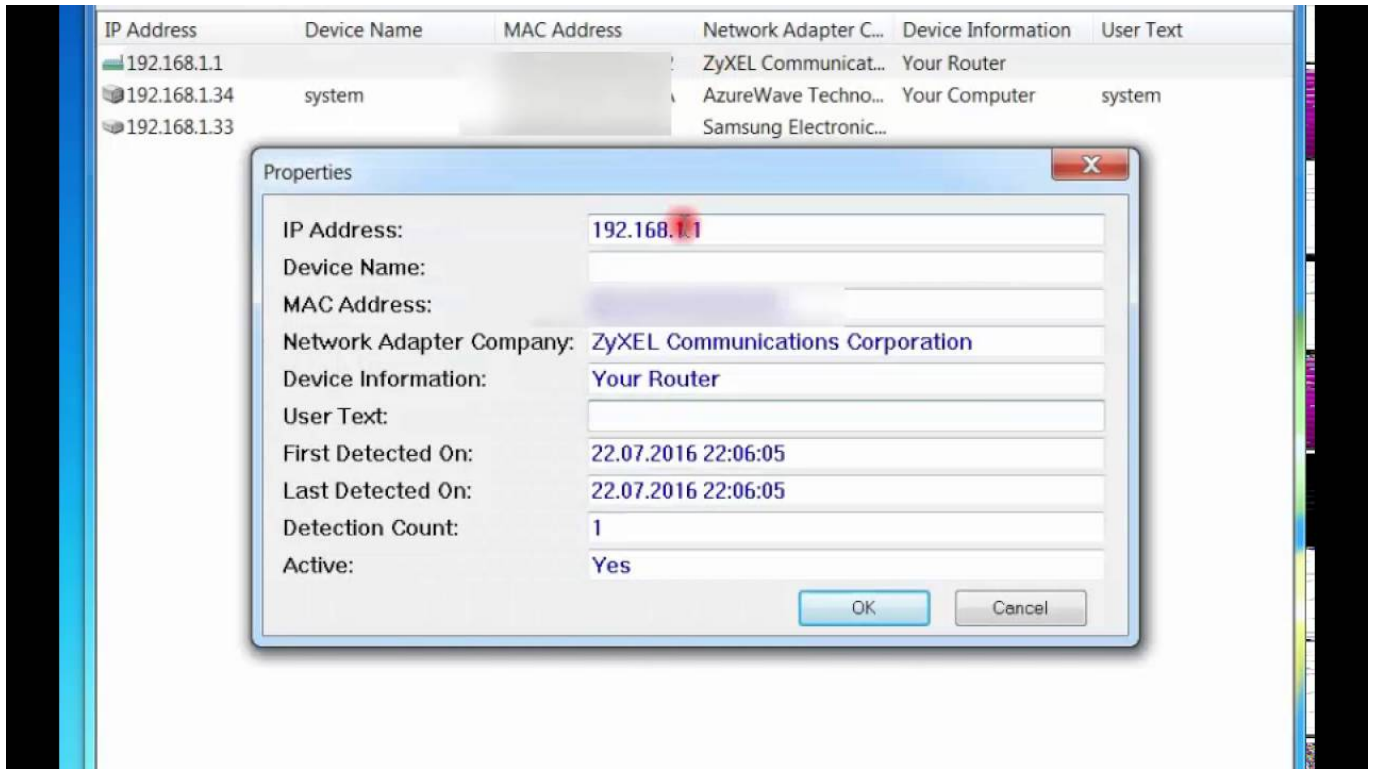 IP Address Device Name MAC Address Network Adapter C... Device Information User Text
192.168.1.1 ZyXEL Communicat... Your Router
192.168.1.34 system AzureWave Techno... Your Computer system
192.168.1.33 Samsung Electronic...
Properties
X
IP Address: 192.168.1.1
Device Name:
MAC Address:
Network Adapter Company: ZyXEL Communications Corporation
Device Information: Your Router
User Text:
First Detected On: 22.07.2016 22:06:05
Last Detected On: 22.07.2016 22:06:05
Detection Count: 1
Active: Yes
OK Cancel